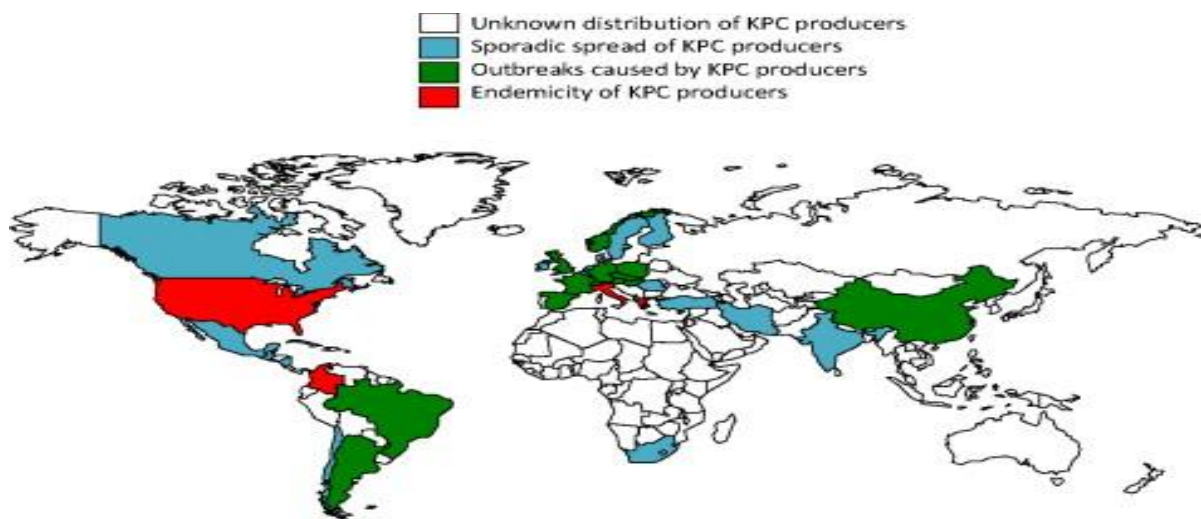 Unknown distribution of KPC producers
Sporadic spread of KPC producers
Outbreaks caused by KPC producers
Endemicity of KPC producers